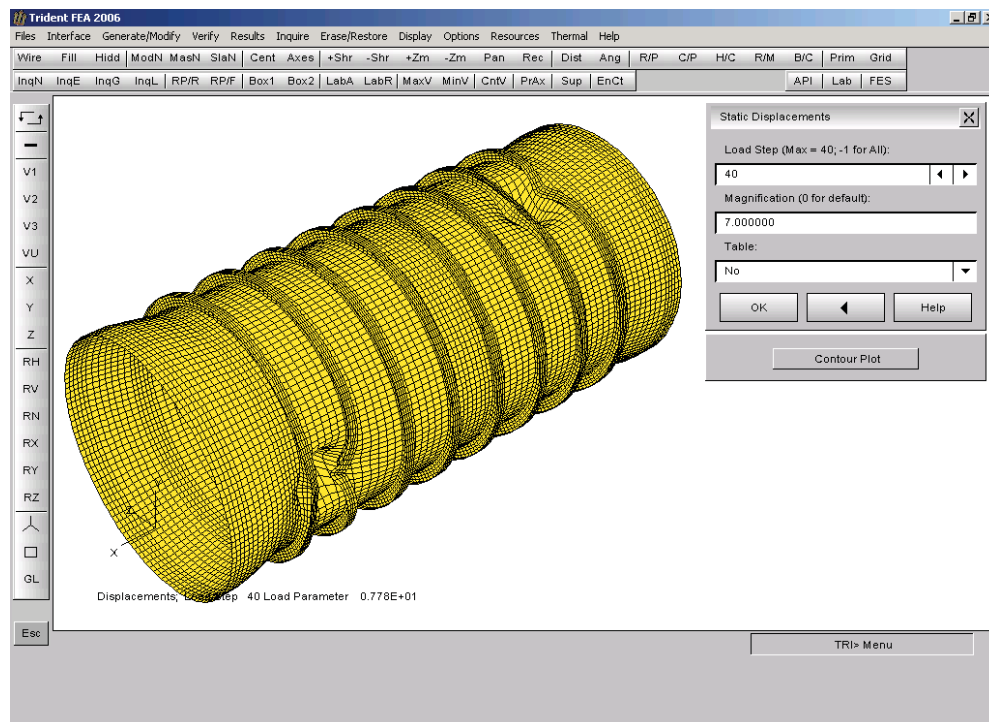 Trident FEA 2006
Files Interface Generate/Modify Verify Results Inquire Erase/Restore Display Options Resources Thermal Help
Wire Fill Hidd ModN MasN SlaN Cent Axes +Shr -Shr +Zm -Zm Pan Rec Dist Ang R/P C/P H/C R/M B/C Prim Grid
InqN InqE InqG InqL RP/R RP/F Box1 Box2 LabA LabR MaxV MinV CntV PrAx Sup EnCt API Lab FES
V1
V2
V3
VU
X
Y
Z
RH
RV
RN
RX
RY
RZ
GL
Esc
X
Displacements; Load Step 40 Load Parameter 0.778E+01
Static Displacements
Load Step (Max = 40; -1 for All):
40
Magnification (0 for default):
7.000000
Table:
No
OK Help
Contour Plot
TRI> Menu